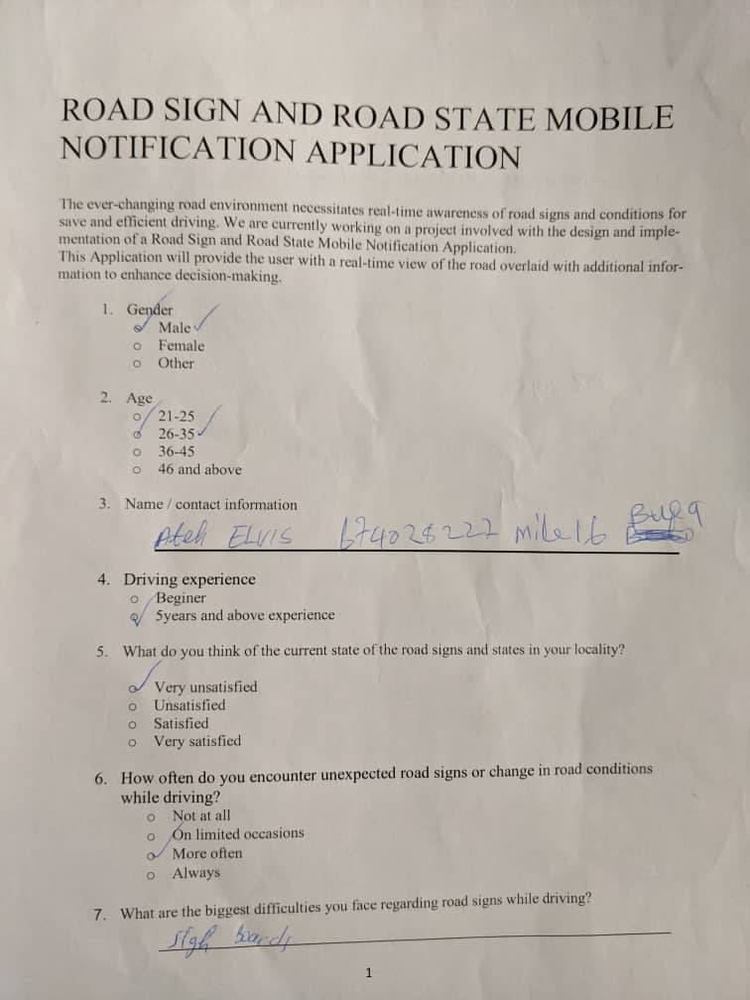 ROAD SIGN AND ROAD STATE MOBILE
NOTIFICATION APPLICATION
The ever-changing road environment necessitates real-time awareness of road signs and conditions for
save and efficient driving. We are currently working on a project involved with the design and imple-
mentation of a Road Sign and Road State Mobile Notification Application.
This Application will provide the user with a real-time view of the road overlaid with additional infor-
mation to enhance decision-making.
1. Gender
Male
Female
Other
2. Age
21-25
26-35
36-45
46 and above
3. Name / contact information
Ateh ELVIS 674028222 mile 16 Buea
4. Driving experience
Beginer
5years and above experience
5. What do you think of the current state of the road signs and states in your locality?
Very unsatisfied
Unsatisfied
Satisfied
Very satisfied
6. How often do you encounter unexpected road signs or change in road conditions
while driving?
Not at all
On limited occasions
More often
Always
7. What are the biggest difficulties you face regarding road signs while driving?
sigh boards
1